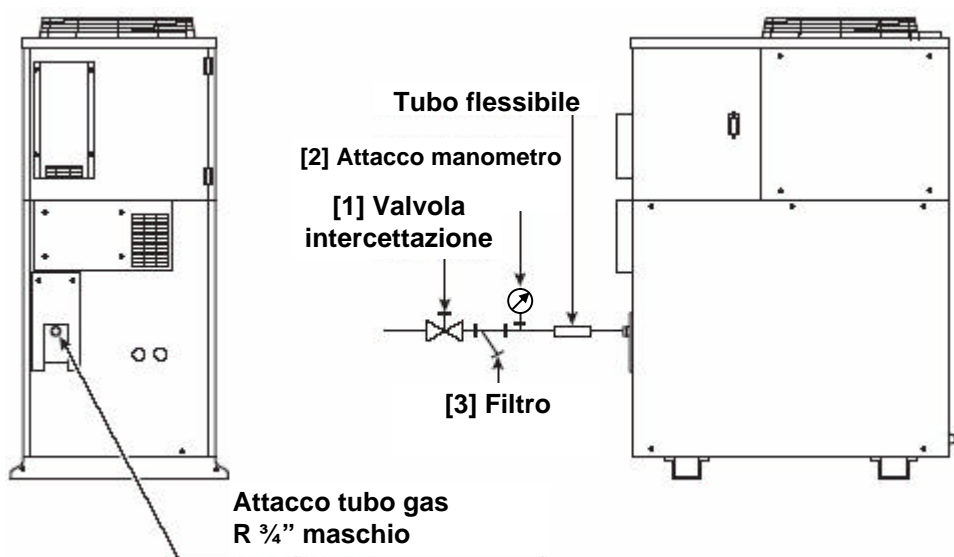 Tubo flessibile
[2] Attacco manometro
[1] Valvola
intercettazione
[3] Filtro
Attacco tubo gas
R ¾” maschio